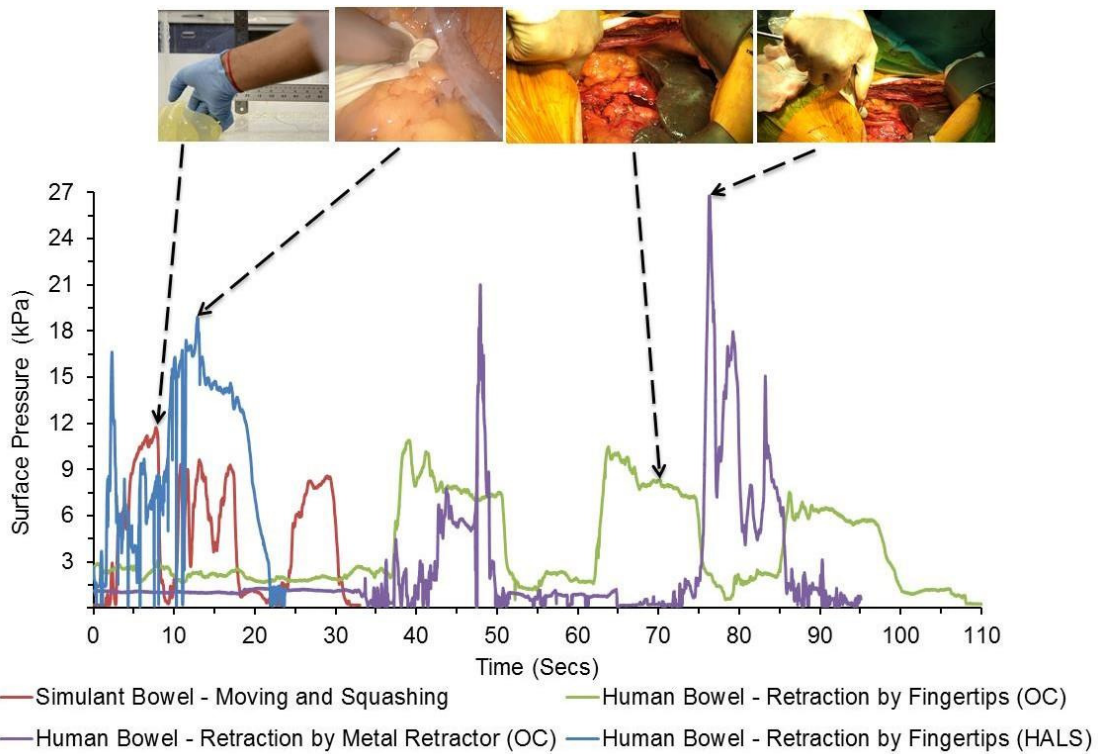 27
24
21
18
15
12
9
6
3
Surface Pressure (kPa)
0 10 20 30 40 50 60 70 80 90 100 110
Time (Secs)
Simulant Bowel - Moving and Squashing
Human Bowel - Retraction by Fingertips (OC)
Human Bowel - Retraction by Metal Retractor (OC)
Human Bowel - Retraction by Fingertips (HALS)